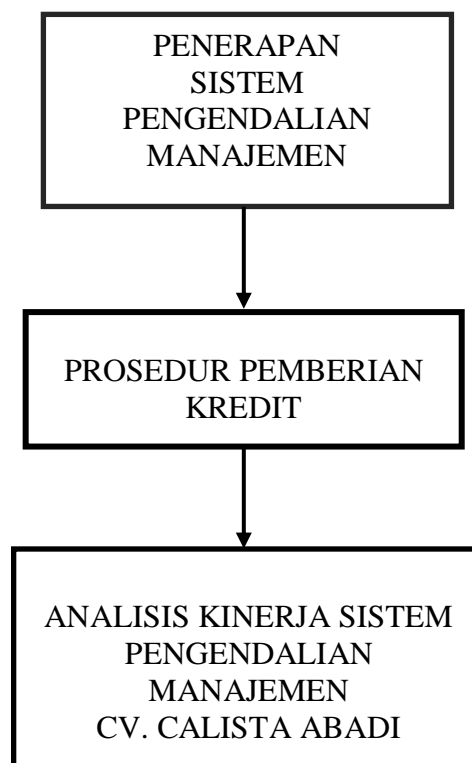 PENERAPAN
SISTEM
PENGENDALIAN
MANAJEMEN
PROSEDUR PEMBERIAN
KREDIT
ANALISIS KINERJA SISTEM
PENGENDALIAN
MANAJEMEN
CV. CALISTA ABADI